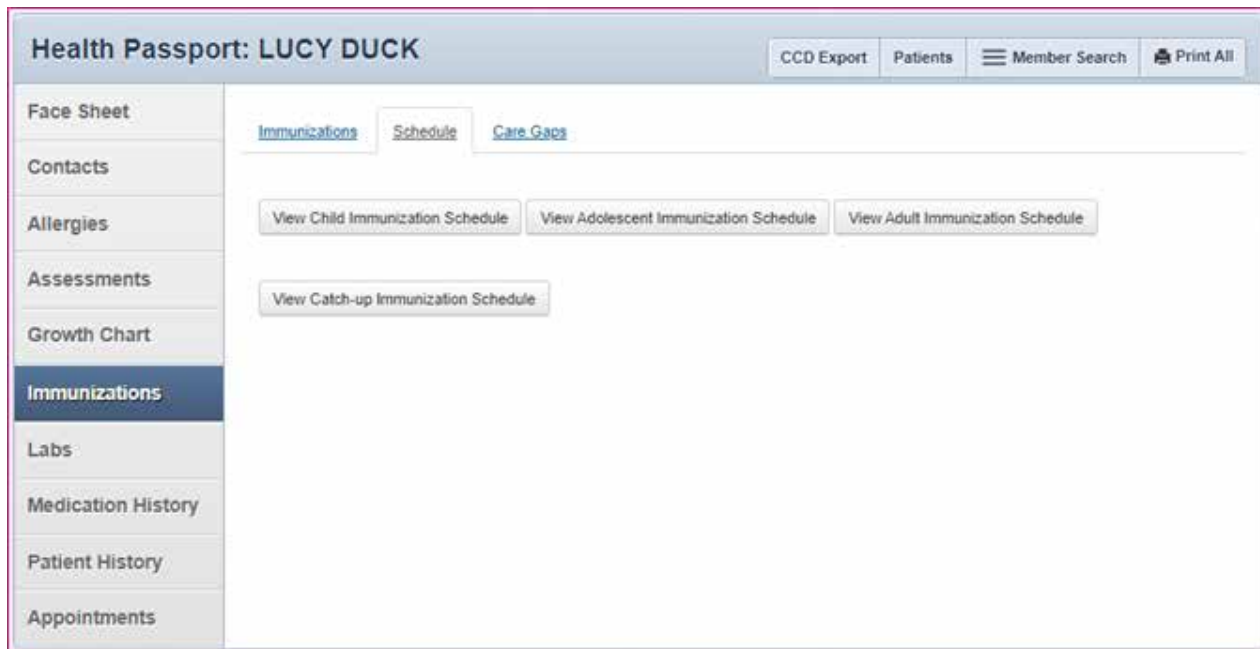 Health Passport: LUCY DUCK
CCD Export Patients Member Search Print All
Face Sheet
Contacts
Allergies
Assessments
Growth Chart
Immunizations
Labs
Medication History
Patient History
Appointments
Immunizations Schedule Care Gaps
View Child Immunization Schedule View Adolescent Immunization Schedule View Adult Immunization Schedule
View Catch-up Immunization Schedule